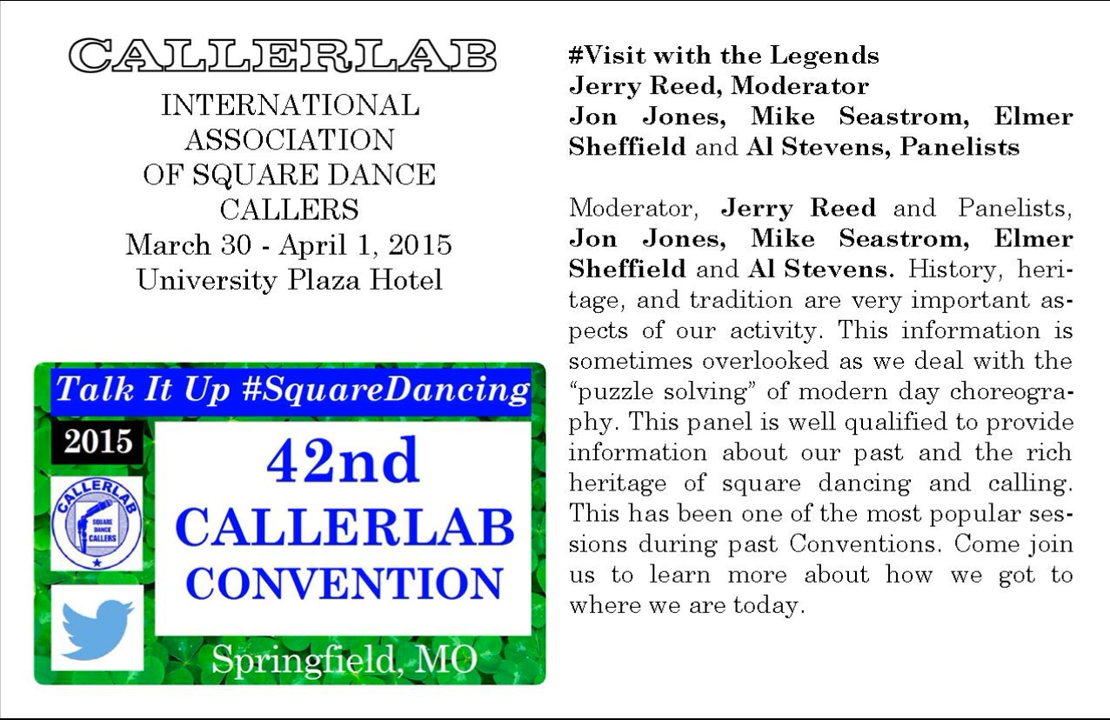 CALLERLAB
INTERNATIONAL
ASSOCIATION
OF SQUARE DANCE
CALLERS
March 30 - April 1, 2015
University Plaza Hotel
Talk It Up #SquareDancing
2015
CALLERLAB
SQUARE
DANCE
CALLERS
42nd
CALLERLAB
CONVENTION
Springfield, MO
#Visit with the Legends
Jerry Reed, Moderator
Jon Jones, Mike Seastrom, Elmer
Sheffield and Al Stevens, Panelists
Moderator, Jerry Reed and Panelists,
Jon Jones, Mike Seastrom, Elmer
Sheffield and Al Stevens. History, heri-
tage, and tradition are very important as-
pects of our activity. This information is
sometimes overlooked as we deal with the
“puzzle solving” of modern day choreogra-
phy. This panel is well qualified to provide
information about our past and the rich
heritage of square dancing and calling.
This has been one of the most popular ses-
sions during past Conventions. Come join
us to learn more about how we got to
where we are today.